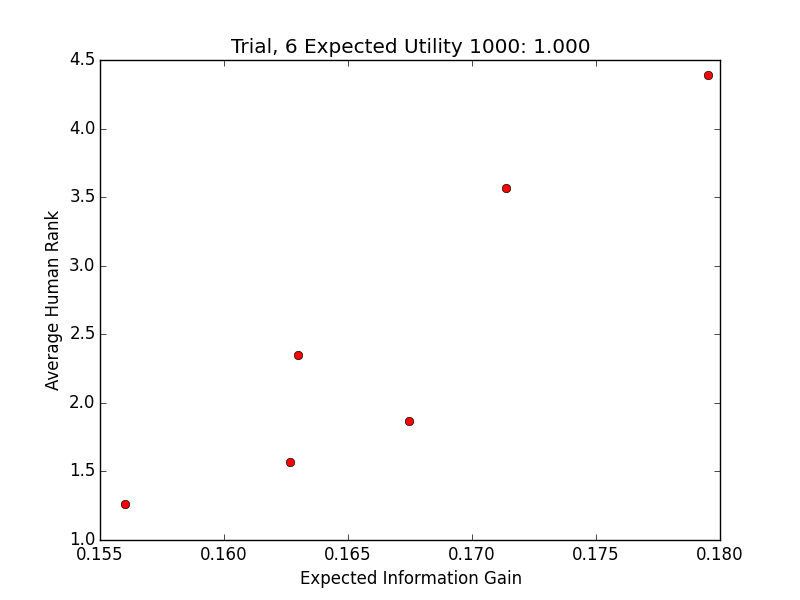 Trial, 6 Expected Utility 1000: 1.000
4.5
4.0
3.5
3.0
2.5
2.0
1.5
1.0
Average Human Rank
0.155 0.160 0.165 0.170 0.175 0.180
Expected Information Gain